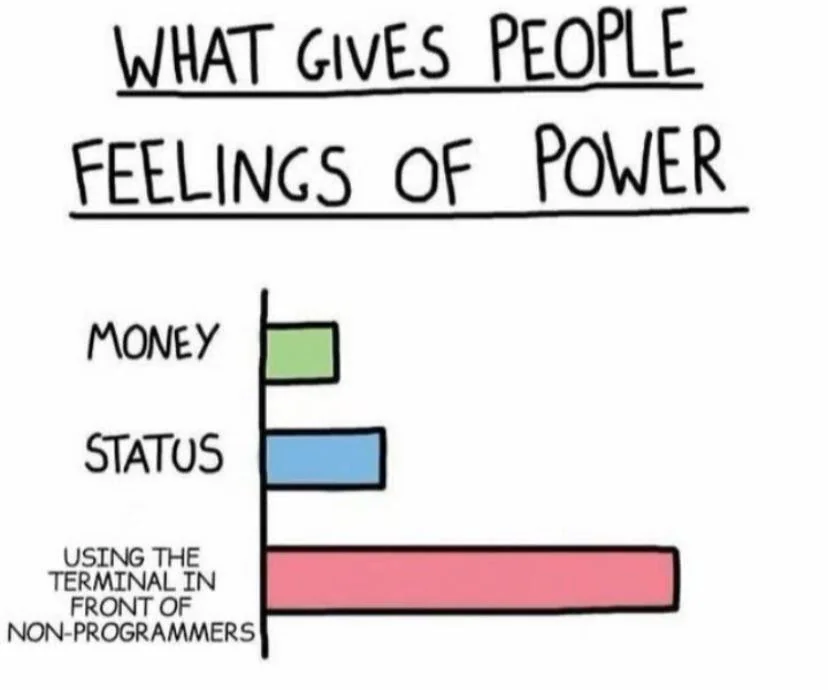 WHAT GIVES PEOPLE
FEELINGS OF POWER
MONEY
STATUS
USING THE
TERMINAL IN
FRONT OF
NON-PROGRAMMERS